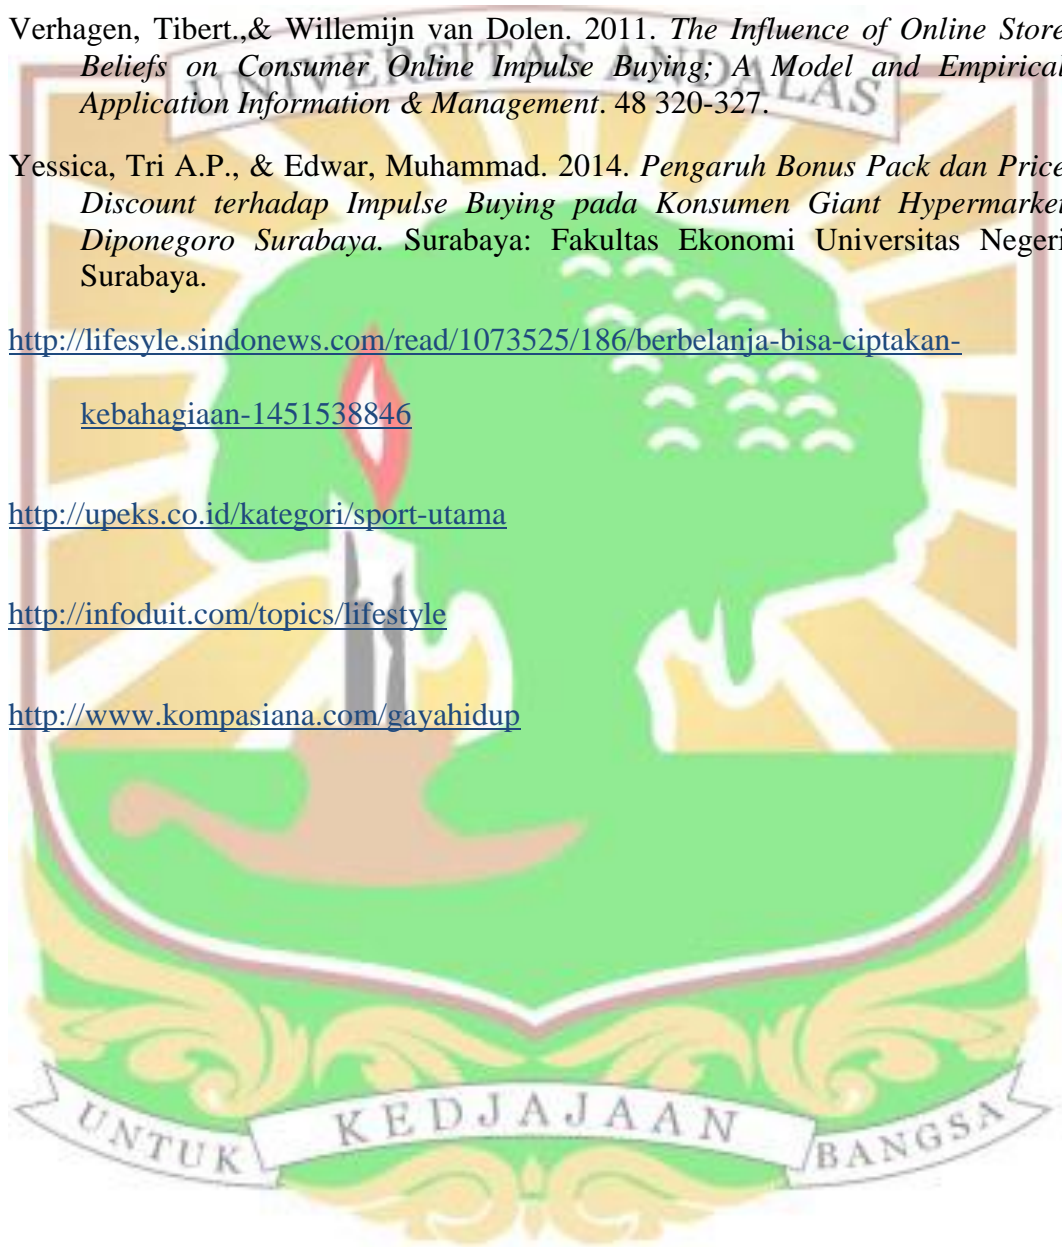 Verhagen, Tibert.,& Willemijn van Dolen. 2011. The Influence of Online Store
Beliefs on Consumer Online Impulse Buying; A Model and Empirical
Application Information & Management. 48 320-327.
UNIVERSITAS ANDALAS
Yessica, Tri A.P., & Edwar, Muhammad. 2014. Pengaruh Bonus Pack dan Price
Discount terhadap Impulse Buying pada Konsumen Giant Hypermarket
Diponegoro Surabaya. Surabaya: Fakultas Ekonomi Universitas Negeri
Surabaya.
http://lifesyle.sindonews.com/read/1073525/186/berbelanja-bisa-ciptakan-
kebahagiaan-1451538846
http://upeks.co.id/kategori/sport-utama
http://infoduit.com/topics/lifestyle
http://www.kompasiana.com/gayahidup
UNTUK KEDJAJAAN BANGSA